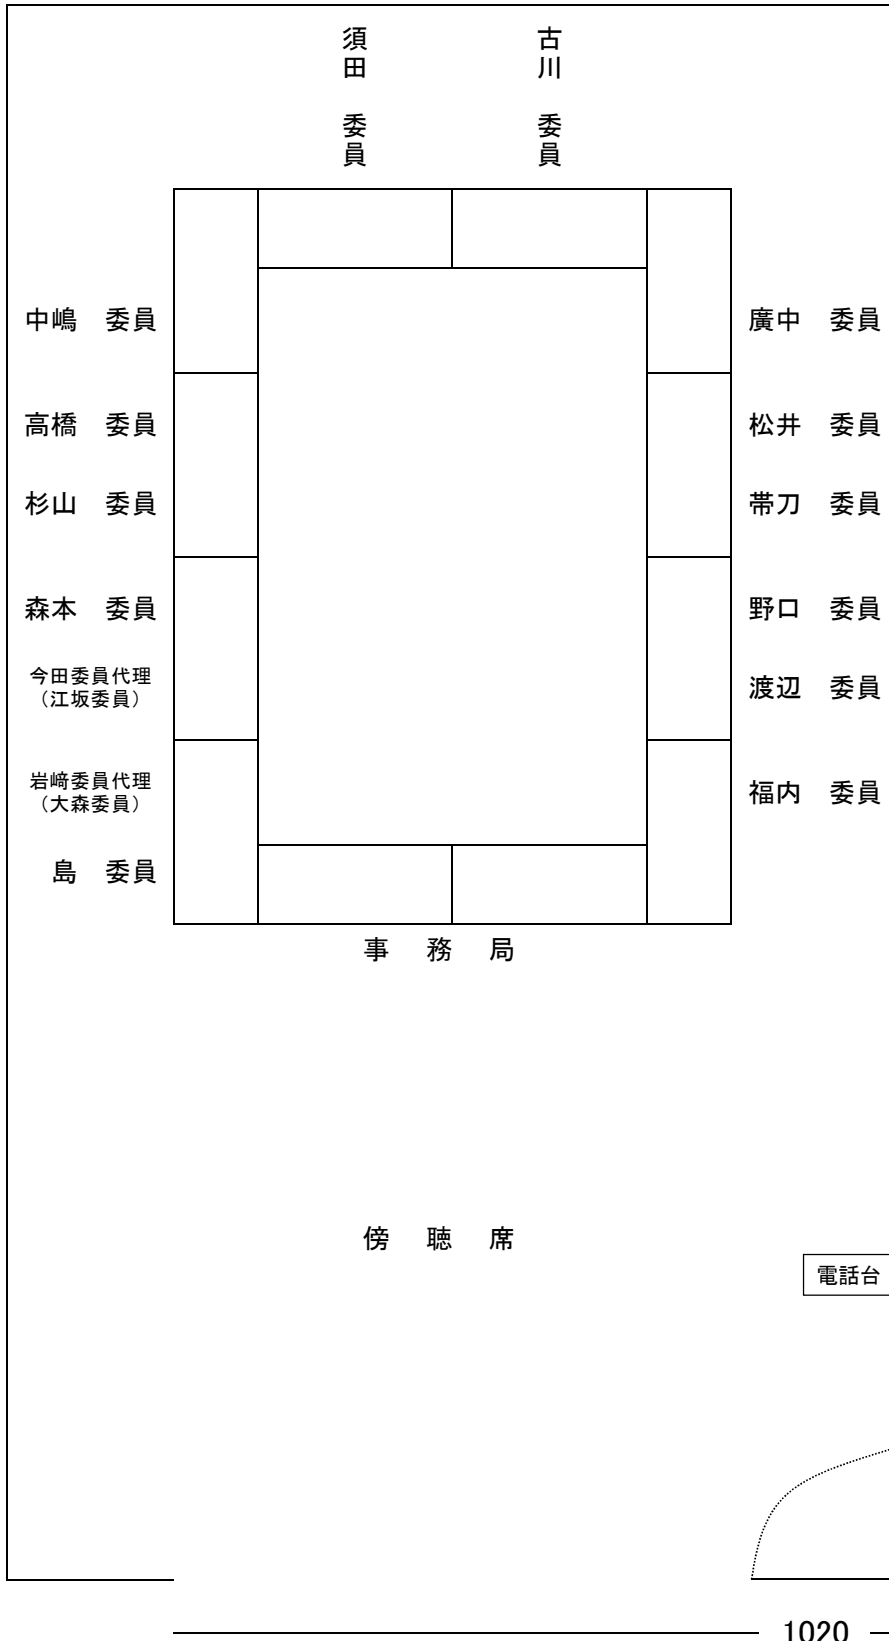 須田 委員
古川 委員
中嶋 委員
廣中 委員
高橋 委員
松井 委員
杉山 委員
帯刀 委員
森本 委員
野口 委員
今田委員代理
（江坂委員）
渡辺 委員
岩﨑委員代理
（大森委員）
福内 委員
島 委員
事 務 局
傍 聴 席
電話台
1020